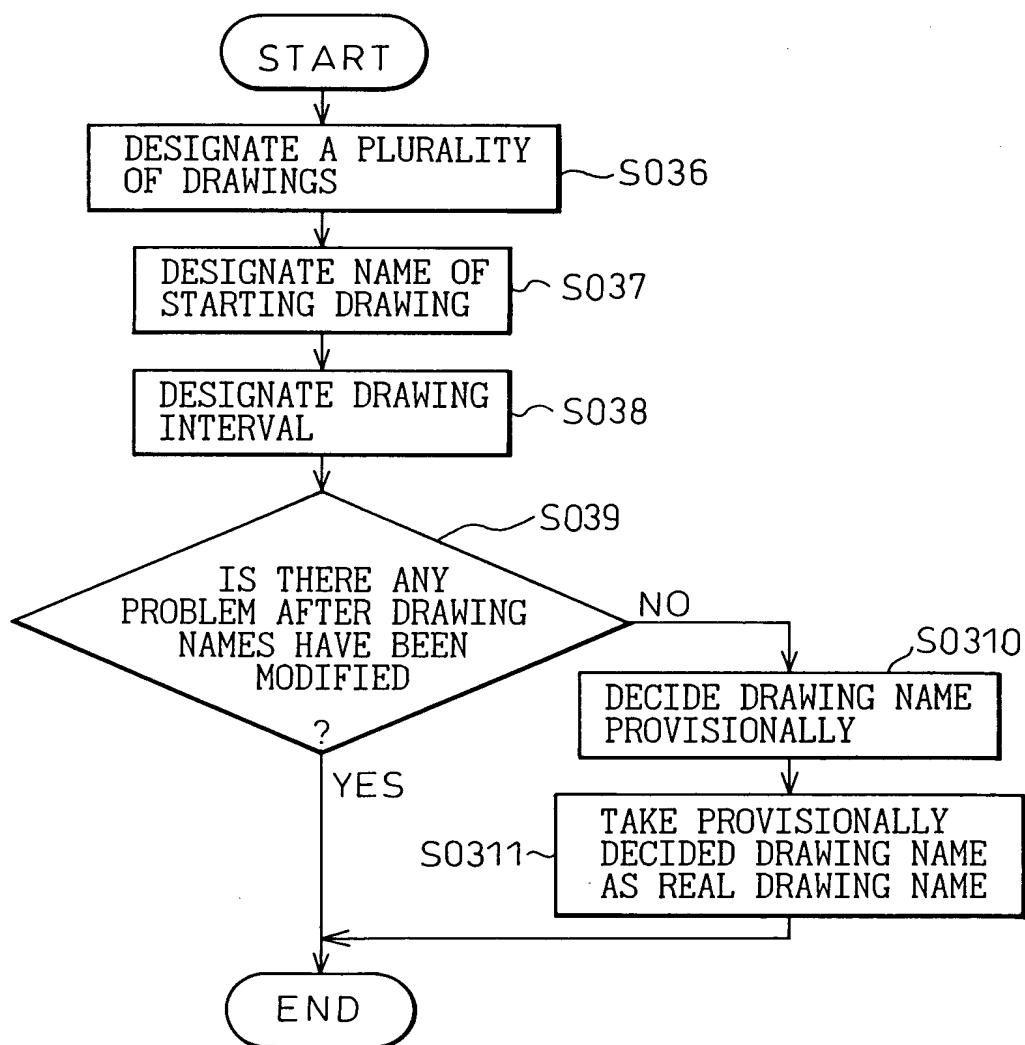 START
DESIGNATE A PLURALITY
OF DRAWINGS
S036
DESIGNATE NAME OF
STARTING DRAWING
S037
DESIGNATE DRAWING
INTERVAL
S038
S039
IS THERE ANY
PROBLEM AFTER DRAWING
NAMES HAVE BEEN
MODIFIED
?
NO
YES
S0310
DECIDE DRAWING NAME
PROVISIONALLY
S0311
TAKE PROVISIONALLY
DECIDED DRAWING NAME
AS REAL DRAWING NAME
END